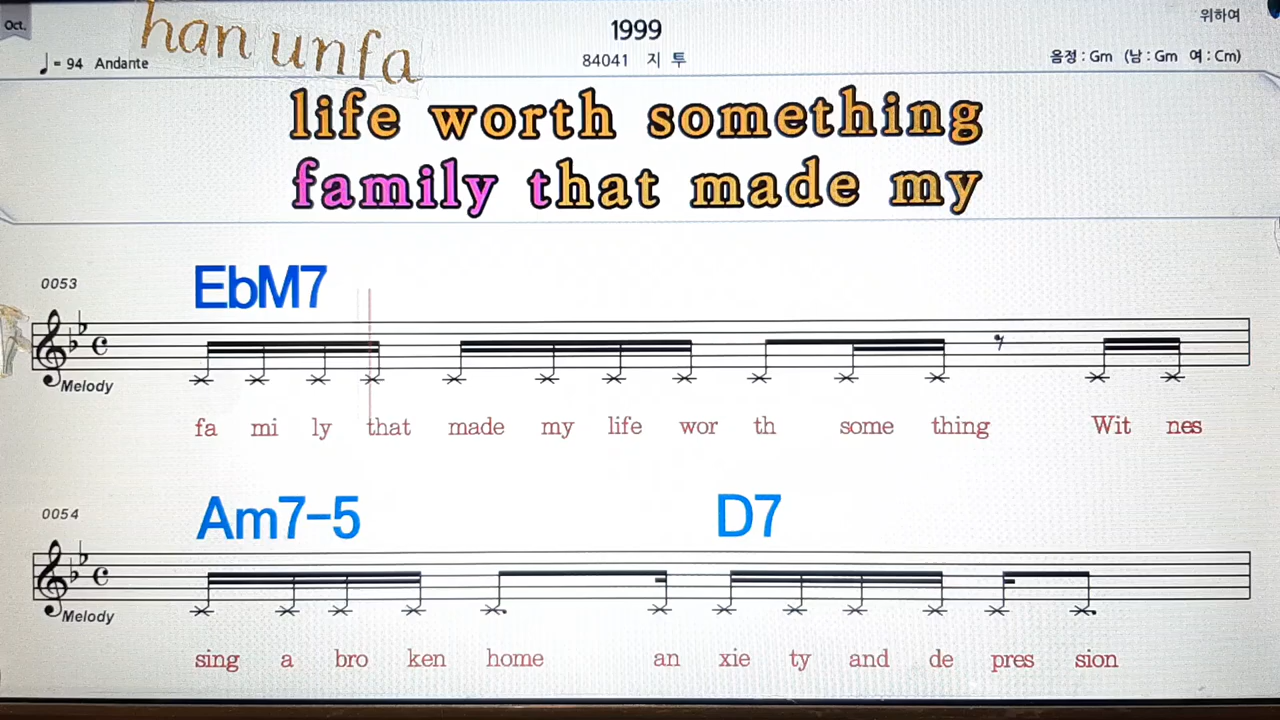 Oct.
han unfa
♩= 94 Andante
1999
84041 지 투
위하여
음정 : Gm (남 : Gm 여 : Cm)
life worth something
family that made my
0053
EbM7
Melody
fa mi ly that made my life wor th some thing Wit nes
0054
Am7-5 D7
Melody
sing a bro ken home an xie ty and de pres sion